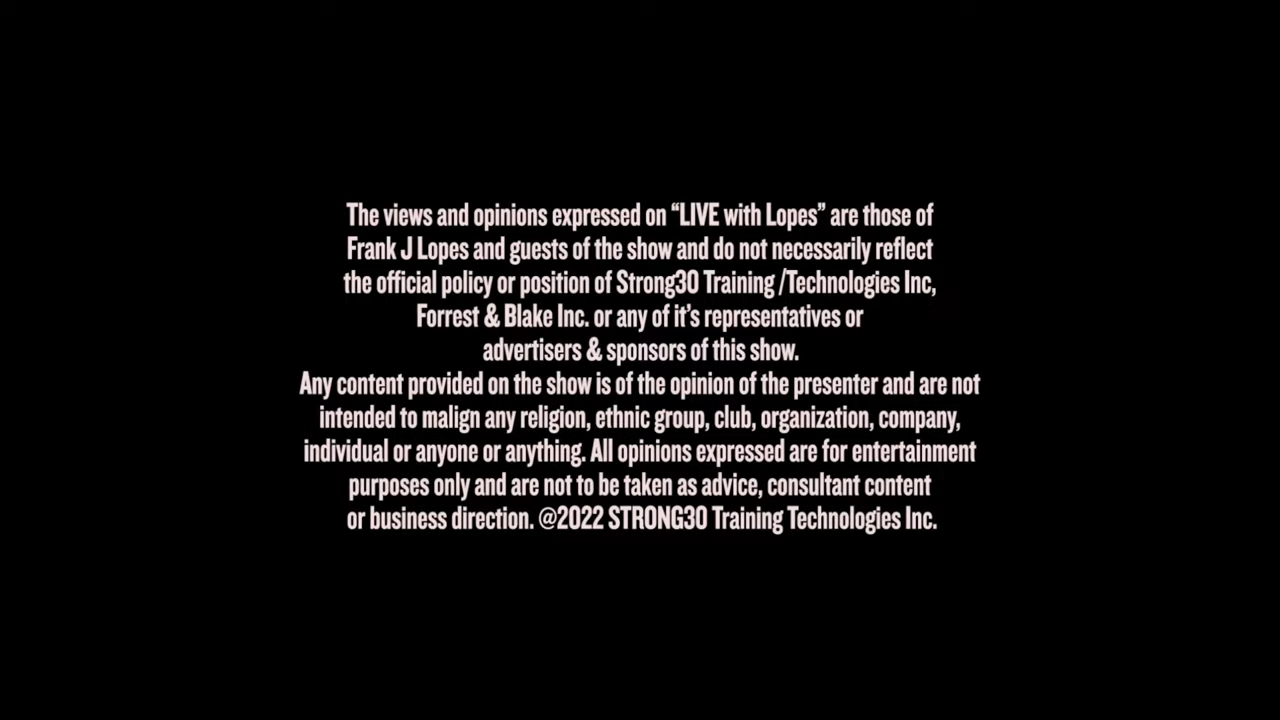 The views and opinions expressed on “LIVE with Lopes” are those of
Frank J Lopes and guests of the show and do not necessarily reflect
the official policy or position of Strong30 Training /Technologies Inc,
Forrest & Blake Inc. or any of it’s representatives or
advertisers & sponsors of this show.
Any content provided on the show is of the opinion of the presenter and are not
intended to malign any religion, ethnic group, club, organization, company,
individual or anyone or anything. All opinions expressed are for entertainment
purposes only and are not to be taken as advice, consultant content
or business direction. @2022 STRONG30 Training Technologies Inc.